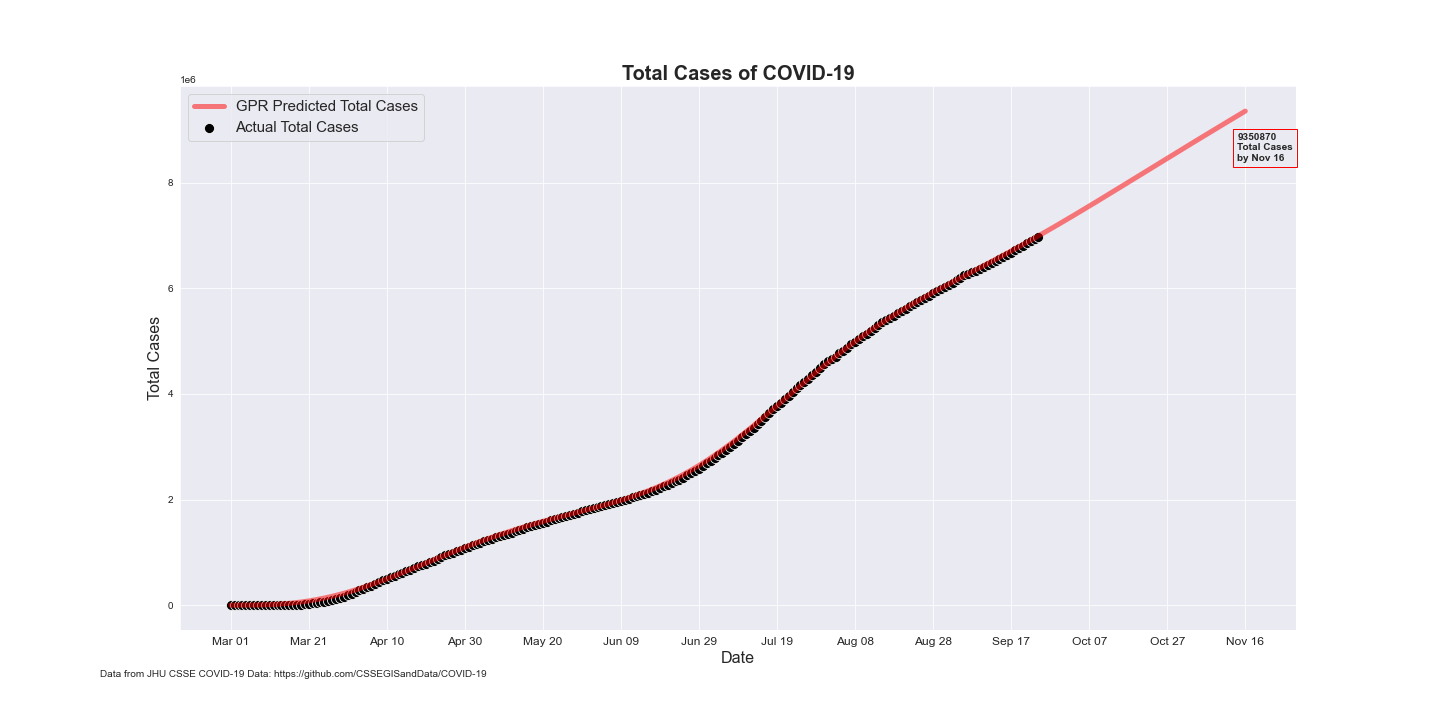 Total Cases of COVID-19
1e6
GPR Predicted Total Cases
Actual Total Cases
9350870
Total Cases
by Nov 16
8
6
4
2
0
Total Cases
Mar 01 Mar 21 Apr 10 Apr 30 May 20 Jun 09 Jun 29 Jul 19 Aug 08 Aug 28 Sep 17 Oct 07 Oct 27 Nov 16
Date
Data from JHU CSSE COVID-19 Data: https://github.com/CSSEGISandData/COVID-19